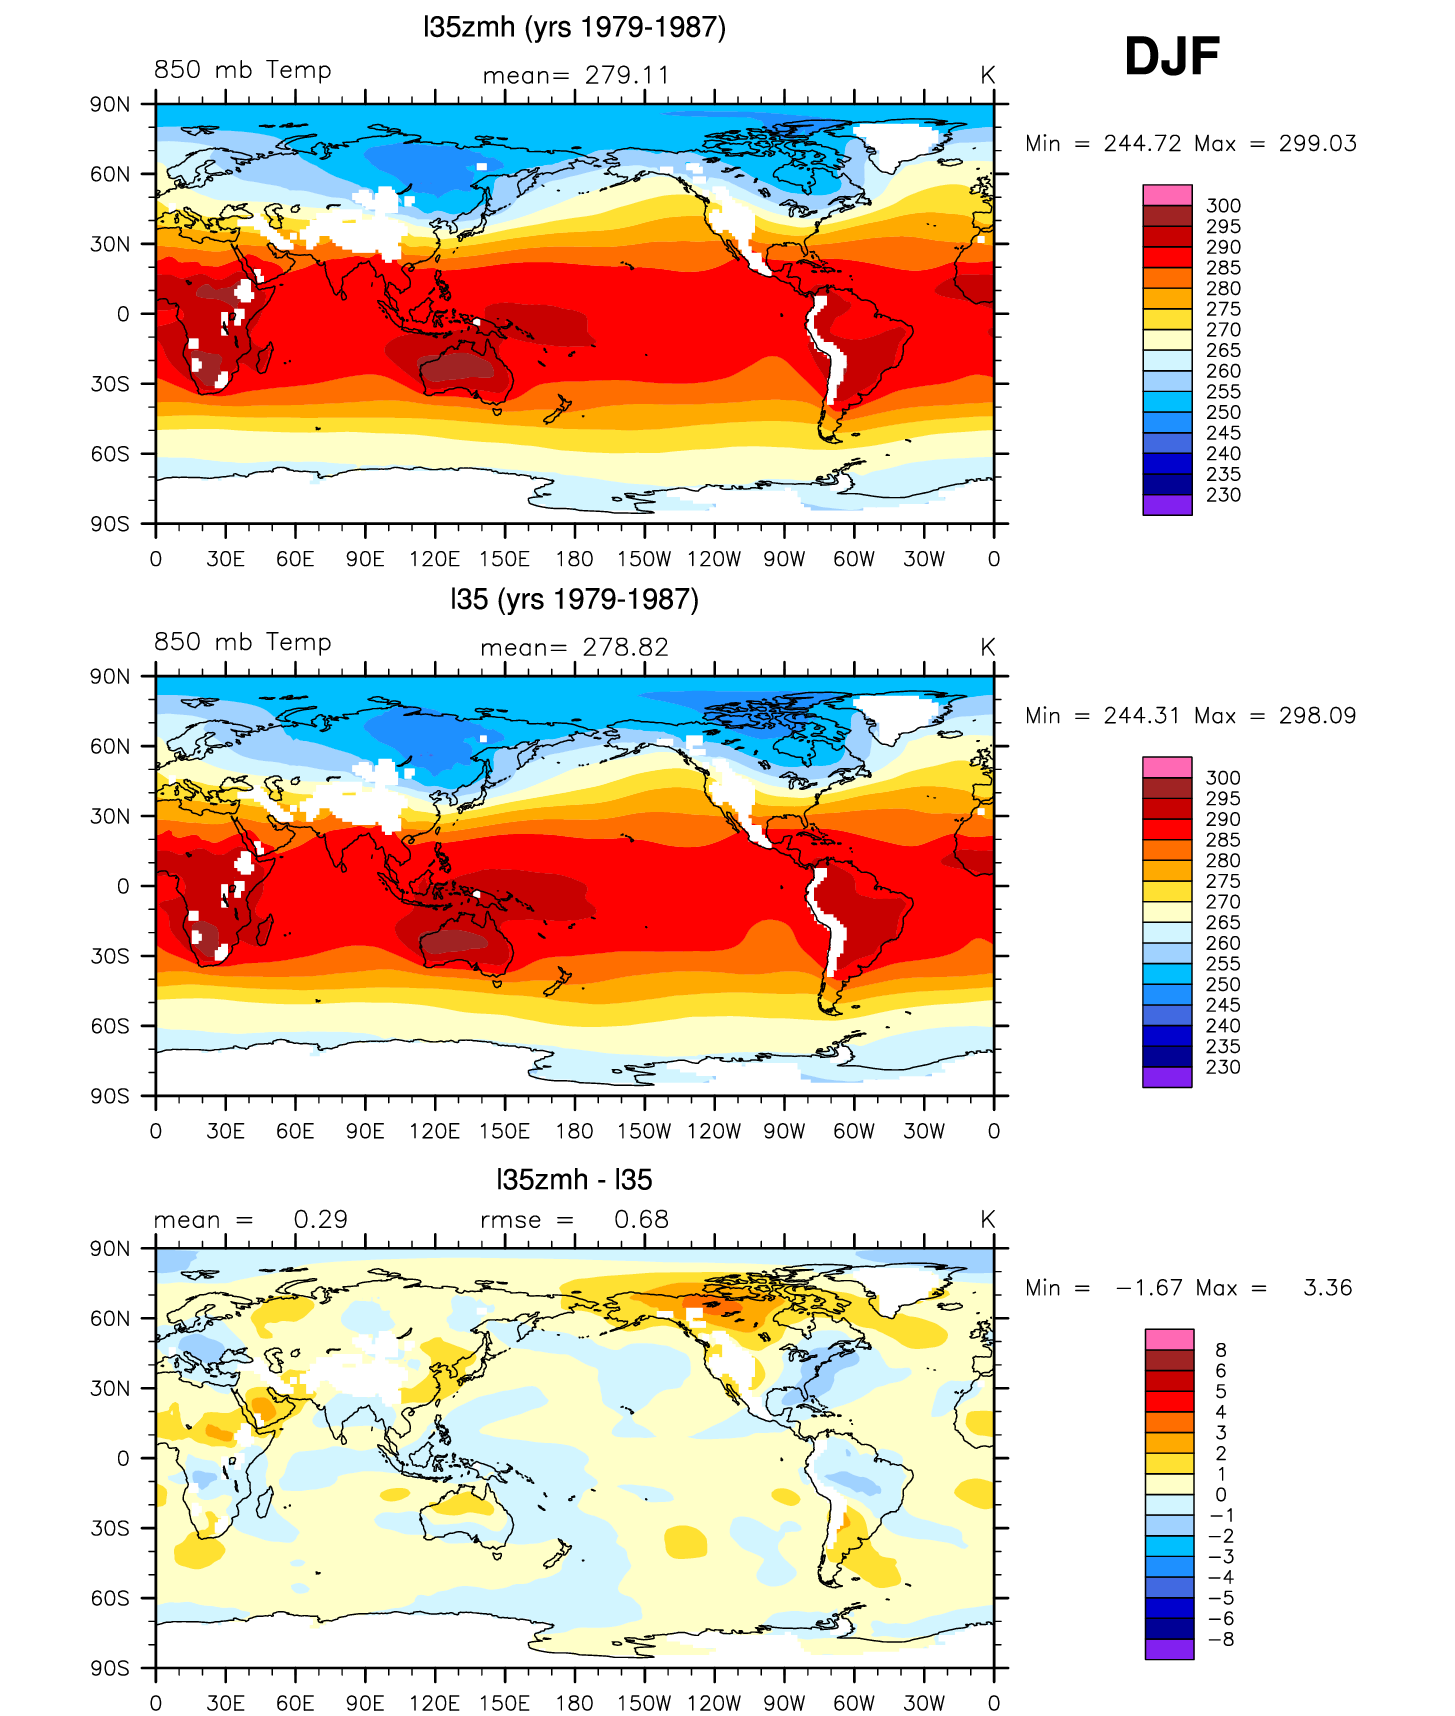 l35zmh (yrs 1979-1987)
DJF
850 mb Temp mean= 279.11 K
Min = 244.72 Max = 299.03
90N
60N
30N
0
30S
60S
90S
0 30E 60E 90E 120E 150E 180 150W 120W 90W 60W 30W 0
300
295
290
285
280
275
270
265
260
255
250
245
240
235
230
l35 (yrs 1979-1987)
850 mb Temp mean= 278.82 K
Min = 244.31 Max = 298.09
90N
60N
30N
0
30S
60S
90S
0 30E 60E 90E 120E 150E 180 150W 120W 90W 60W 30W 0
300
295
290
285
280
275
270
265
260
255
250
245
240
235
230
l35zmh - l35
mean = 0.29 rmse = 0.68 K
Min = −1.67 Max = 3.36
90N
60N
30N
0
30S
60S
90S
0 30E 60E 90E 120E 150E 180 150W 120W 90W 60W 30W 0
8
6
5
4
3
2
1
0
−1
−2
−3
−4
−5
−6
−8